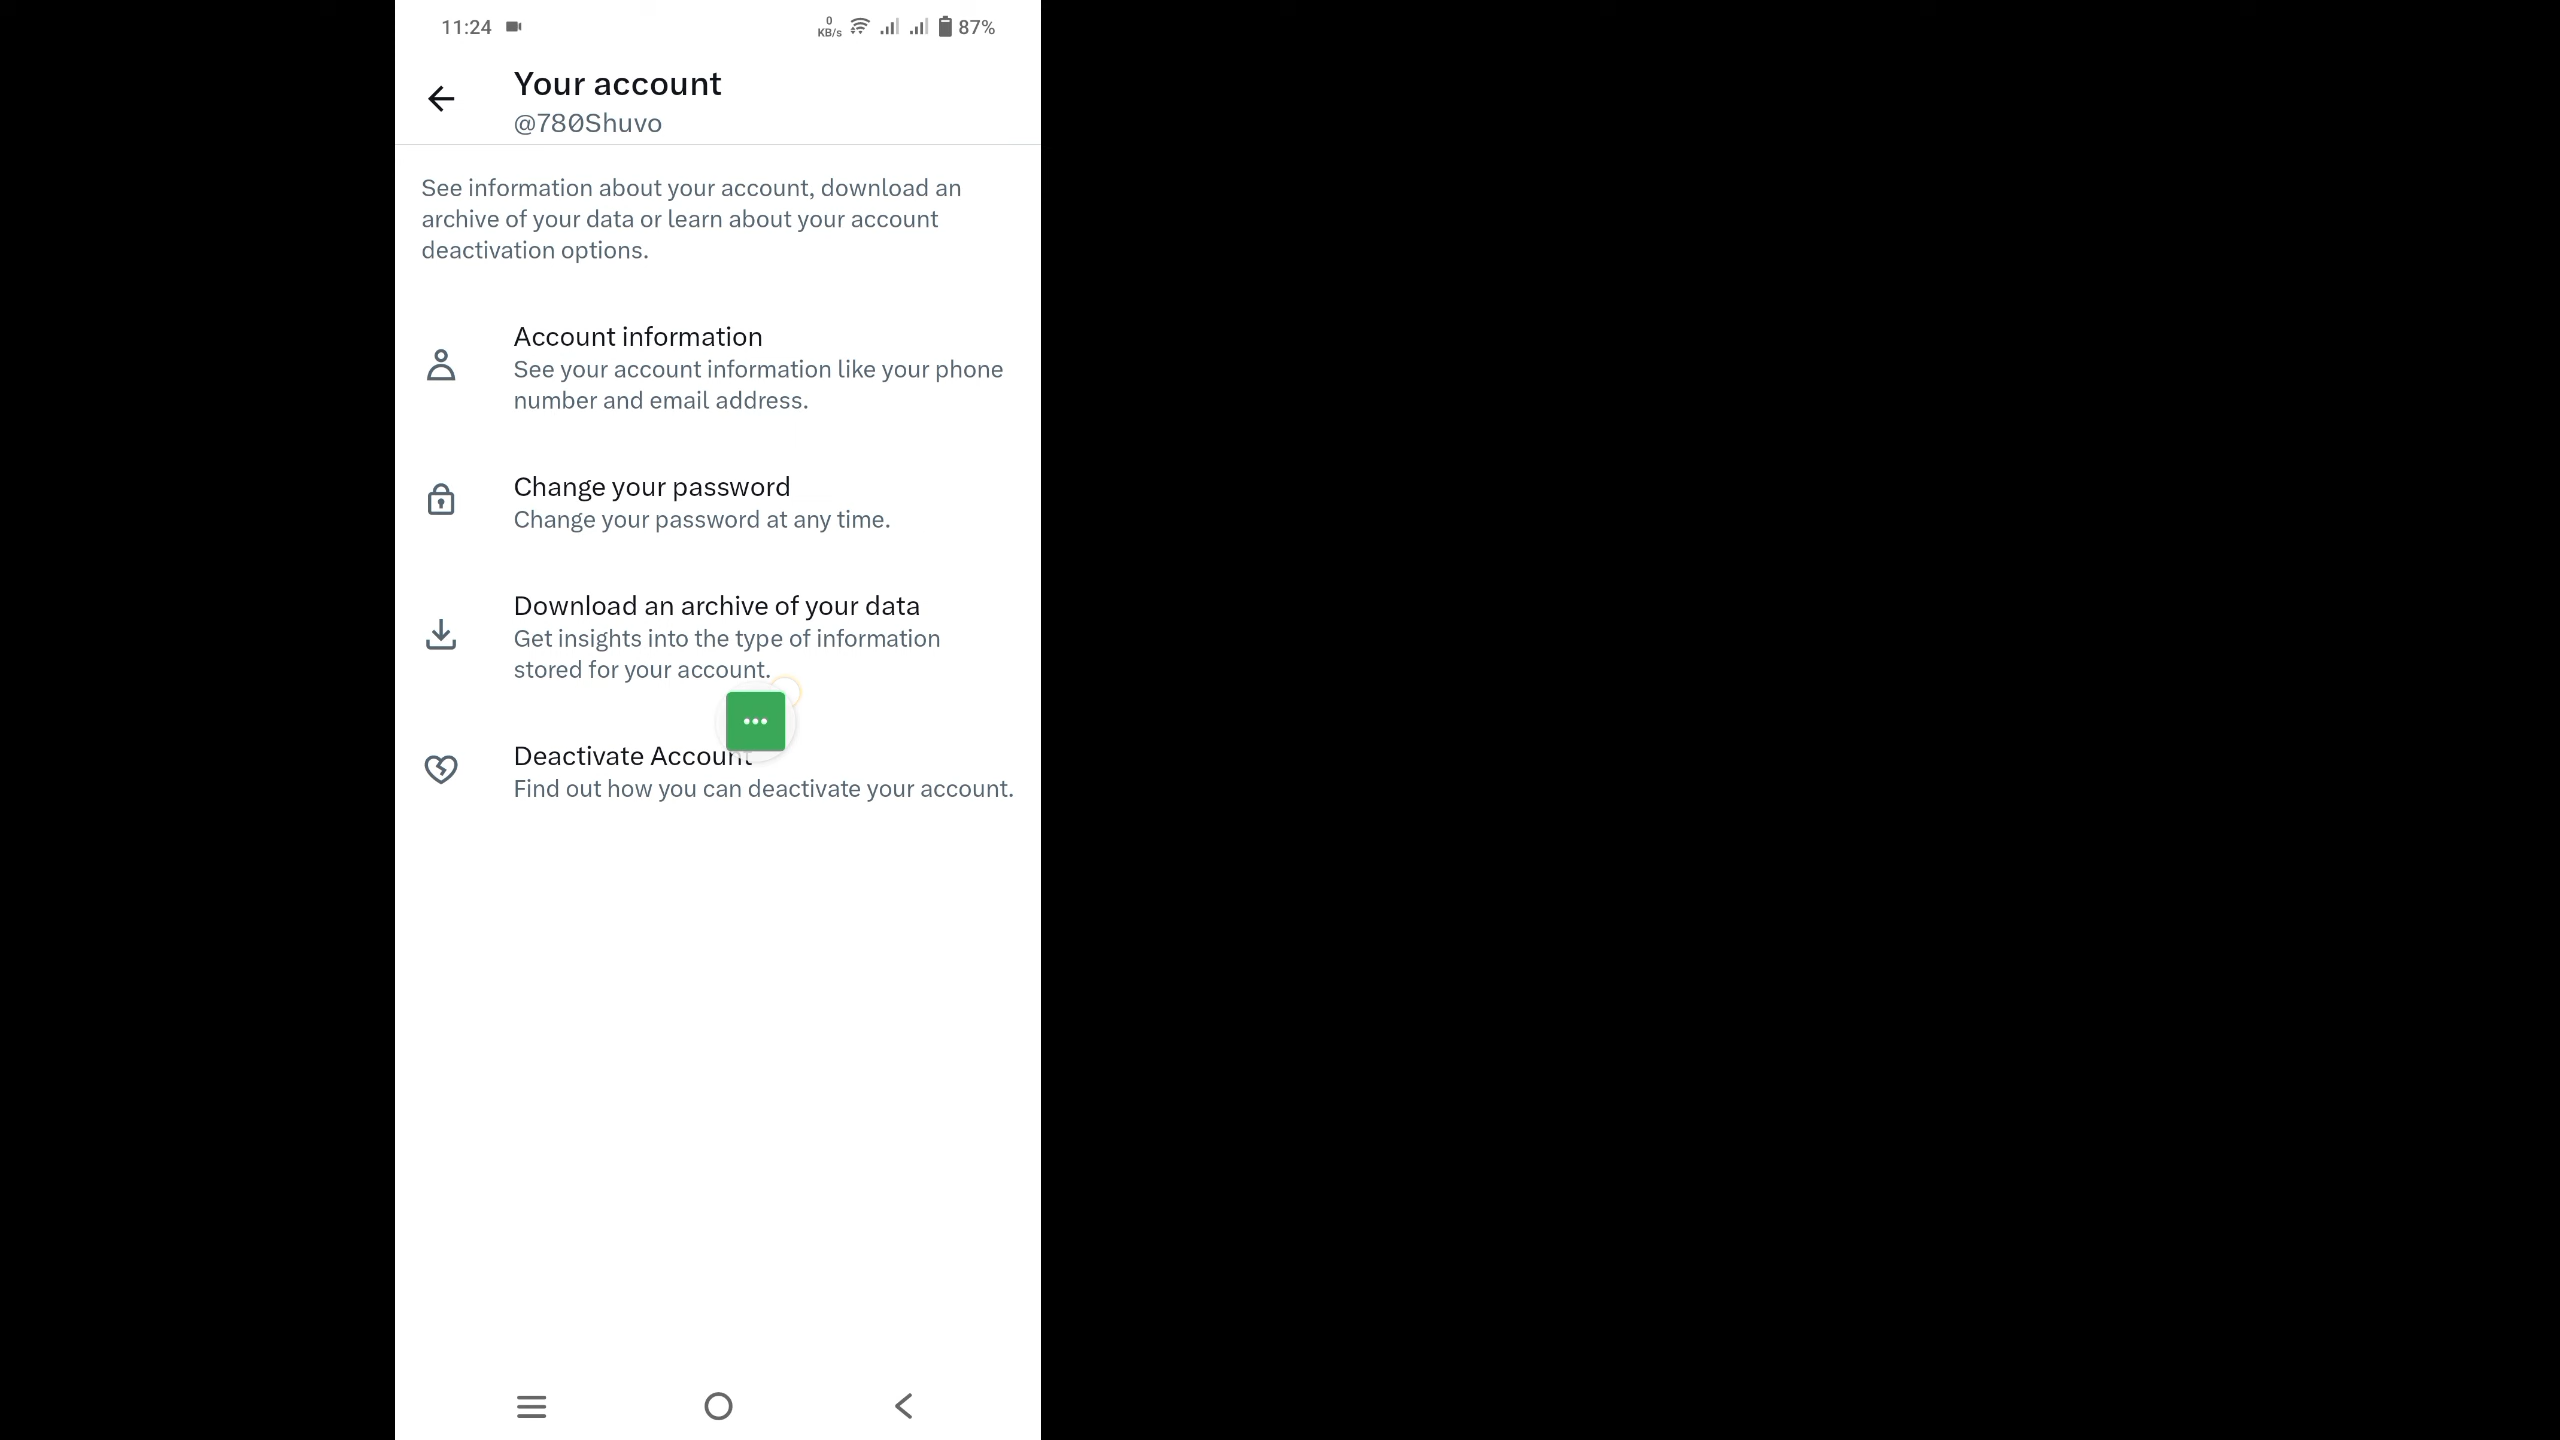 11:24
0
KB/s
87%
Your account
@780Shuvo
See information about your account, download an
archive of your data or learn about your account
deactivation options.
Account information
See your account information like your phone
number and email address.
Change your password
Change your password at any time.
Download an archive of your data
Get insights into the type of information
stored for your account.
Deactivate Account
Find out how you can deactivate your account.